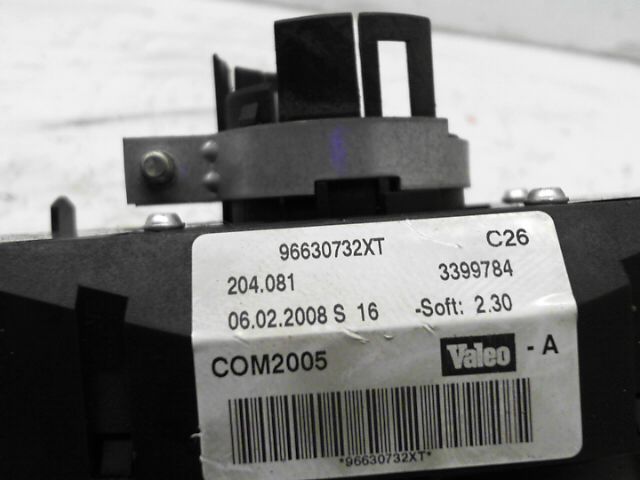 96630732XT C26
204.081 3399784
06.02.2008 S 16 -Soft: 2.30
COM2005 Valeo - A
*96630732XT*